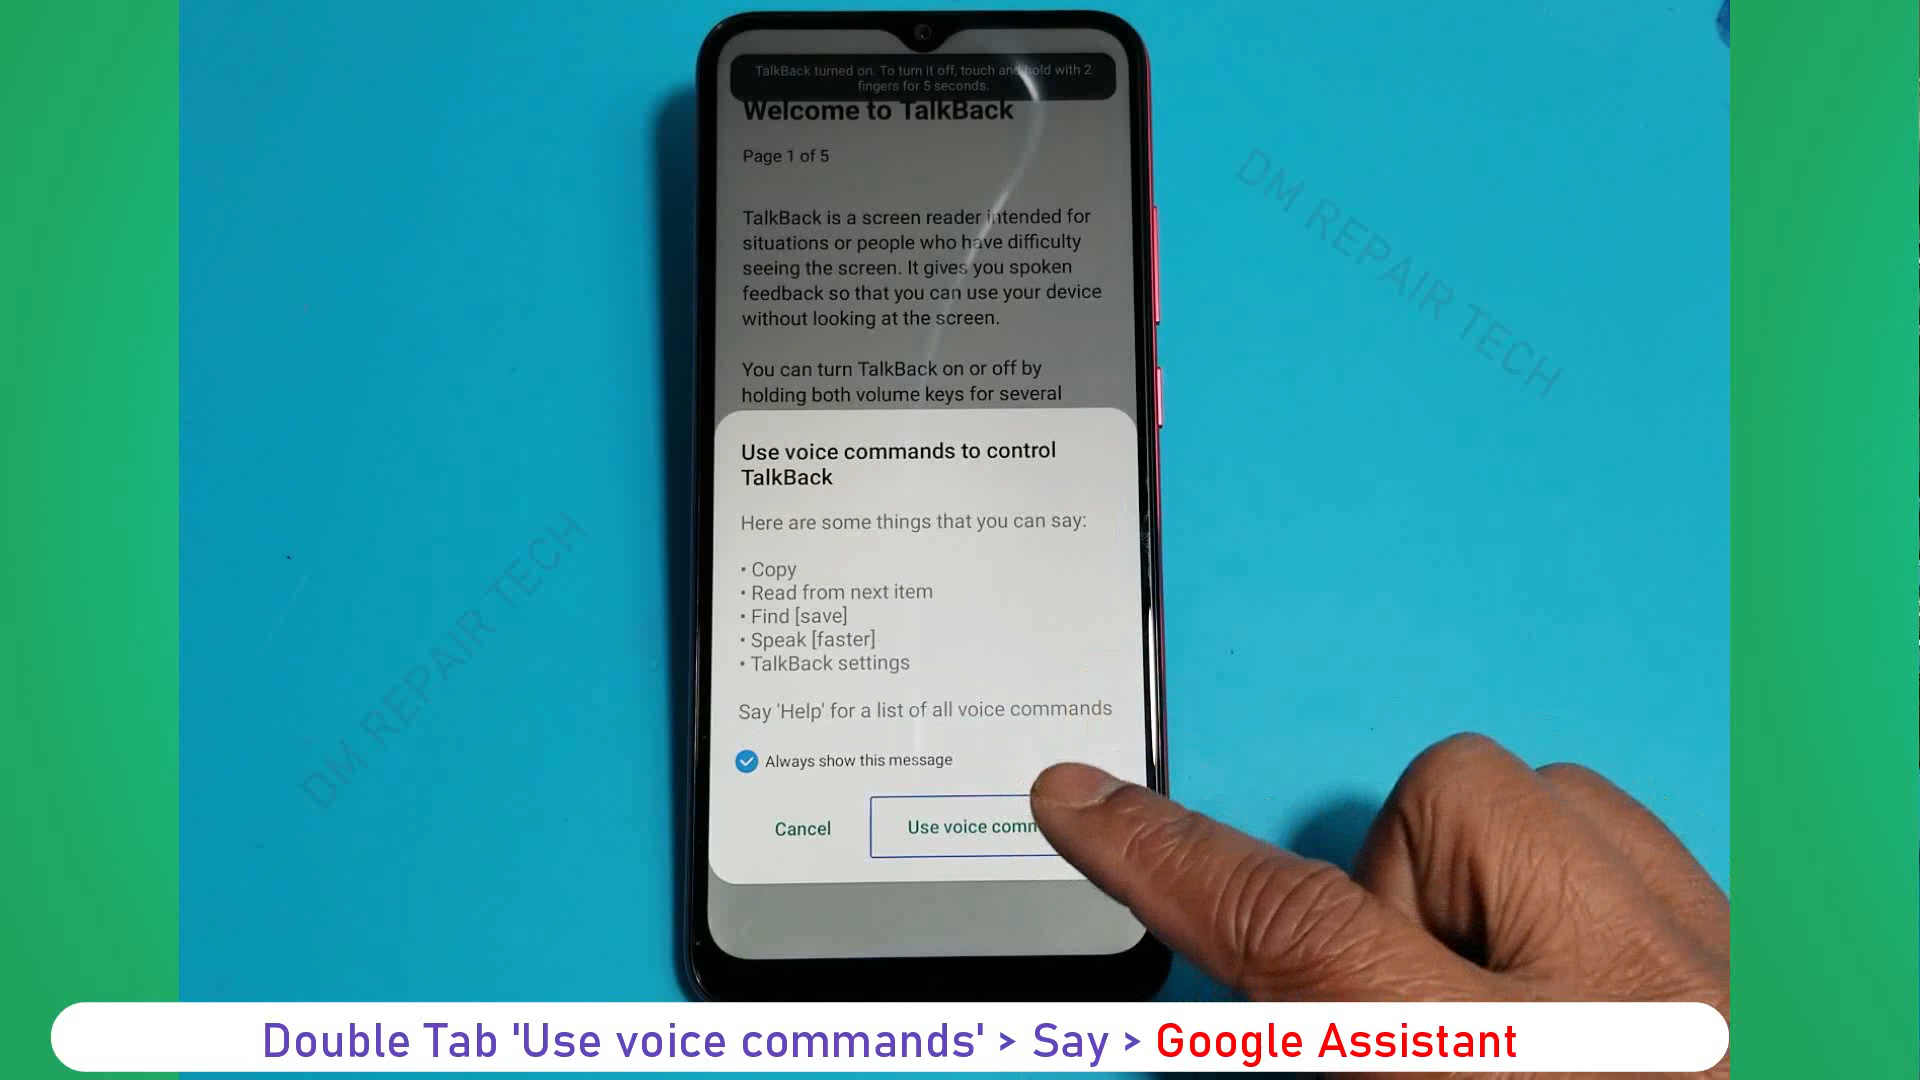 TalkBack turned on. To turn it off, touch and hold with 2
fingers for 5 seconds.
Welcome to TalkBack
Page 1 of 5
TalkBack is a screen reader intended for
situations or people who have difficulty
seeing the screen. It gives you spoken
feedback so that you can use your device
without looking at the screen.
You can turn TalkBack on or off by
holding both volume keys for several
Use voice commands to control
TalkBack
Here are some things that you can say:
• Copy
• Read from next item
• Find [save]
• Speak [faster]
• TalkBack settings
Say 'Help' for a list of all voice commands
Always show this message
Cancel
Use voice comm
DM REPAIR TECH
DM REPAIR TECH
Double Tab 'Use voice commands' > Say > Google Assistant